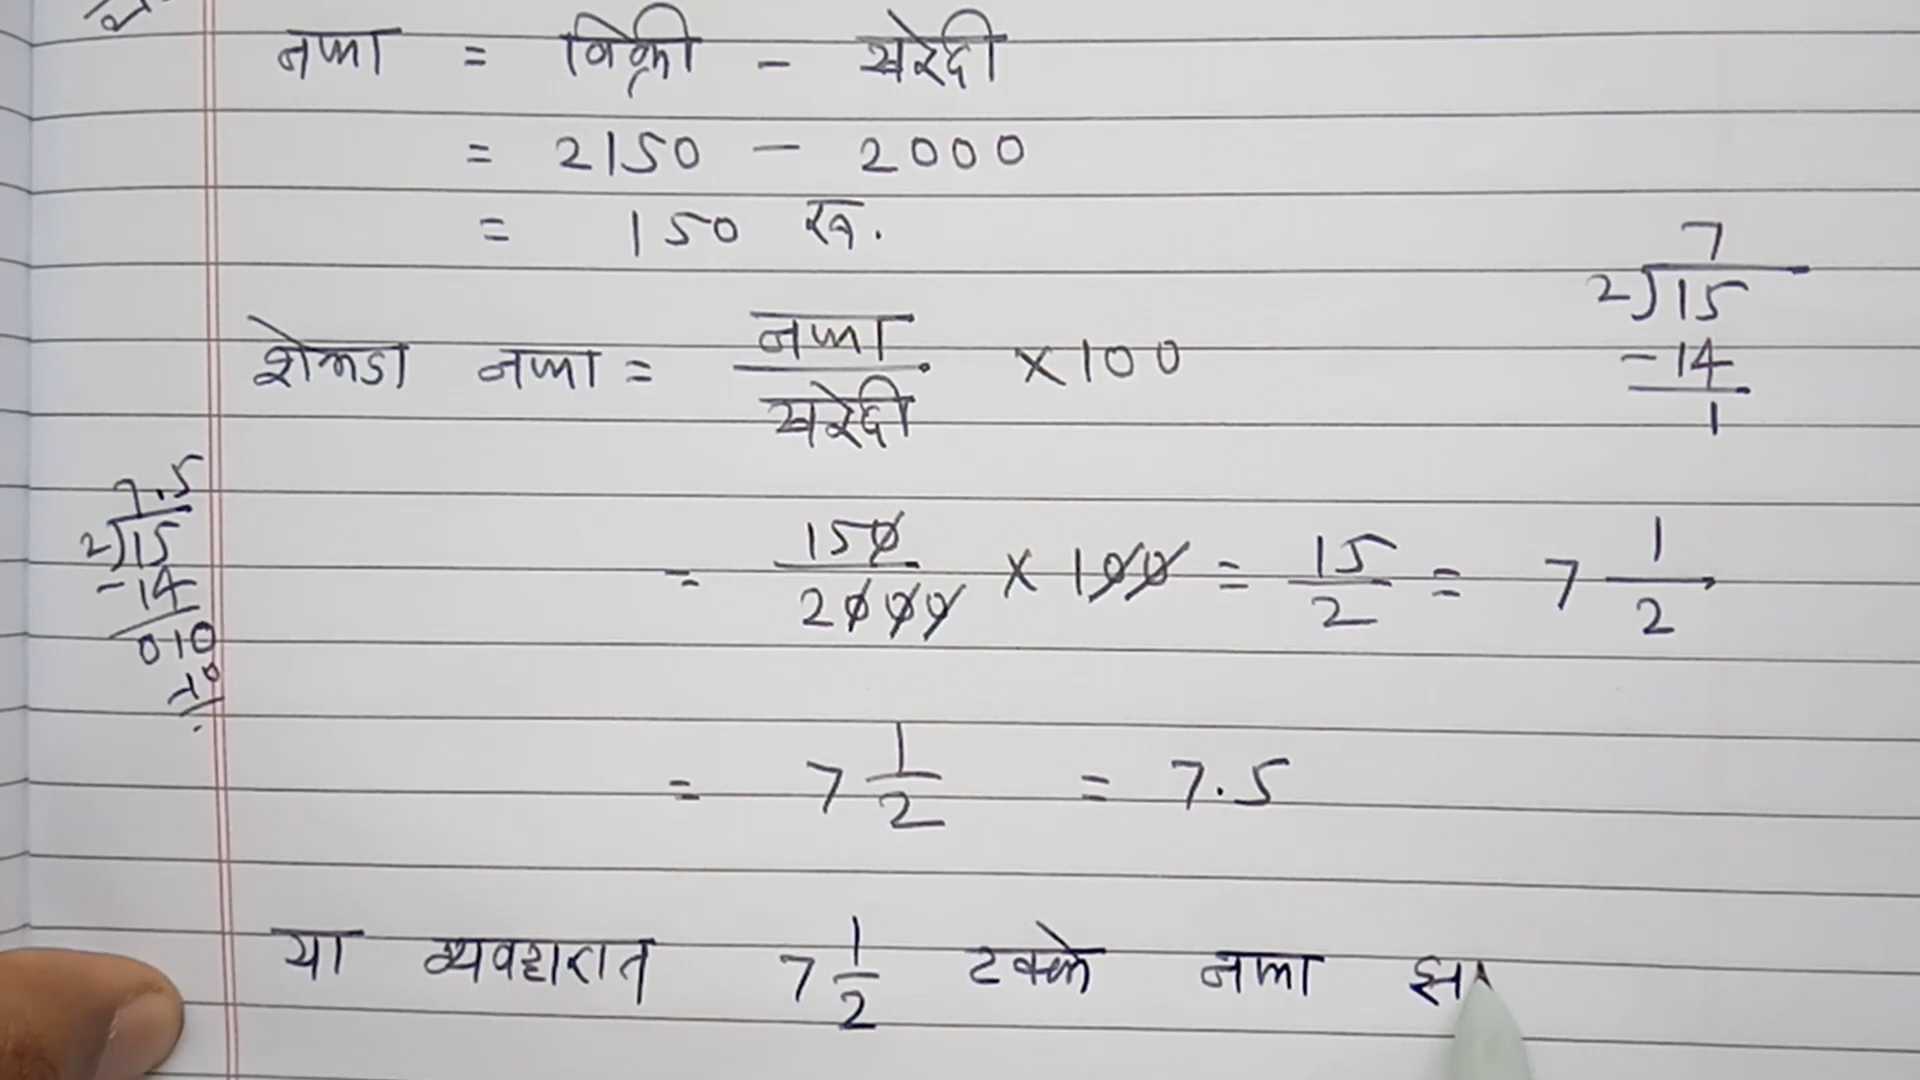 नफा = विक्री - खरेदी
= 2150 - 2000
= 150 रु.
शेकडा नफा = नफा / खरेदी × 100
7
2)15
-14
1
7.5
2)15
-14
010
-10
= 150/2000 × 100 = 15/2 = 7 1/2
= 7 1/2 = 7.5
या व्यवहारात 7 1/2 टक्के नफा झा